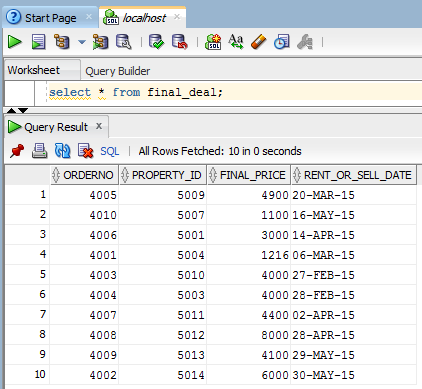 Start Page
localhost
Worksheet Query Builder
select * from final_deal;
Query Result
SQL | All Rows Fetched: 10 in 0 seconds
ORDERNO PROPERTY_ID FINAL_PRICE RENT_OR_SELL_DATE
1 4005 5009 4900 20-MAR-15
2 4010 5007 1100 16-MAY-15
3 4006 5001 3000 14-APR-15
4 4001 5004 1216 06-MAR-15
5 4003 5010 4000 27-FEB-15
6 4004 5003 4000 28-FEB-15
7 4007 5011 4400 02-APR-15
8 4008 5012 8000 28-APR-15
9 4009 5013 4100 29-MAY-15
10 4002 5014 6000 30-MAY-15